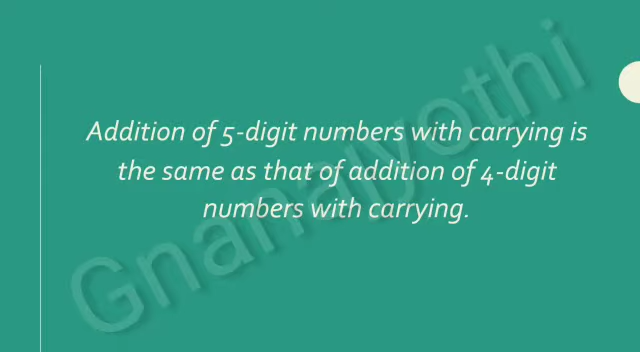 Addition of 5-digit numbers with carrying is
the same as that of addition of 4-digit
numbers with carrying.
Gnanajyothi